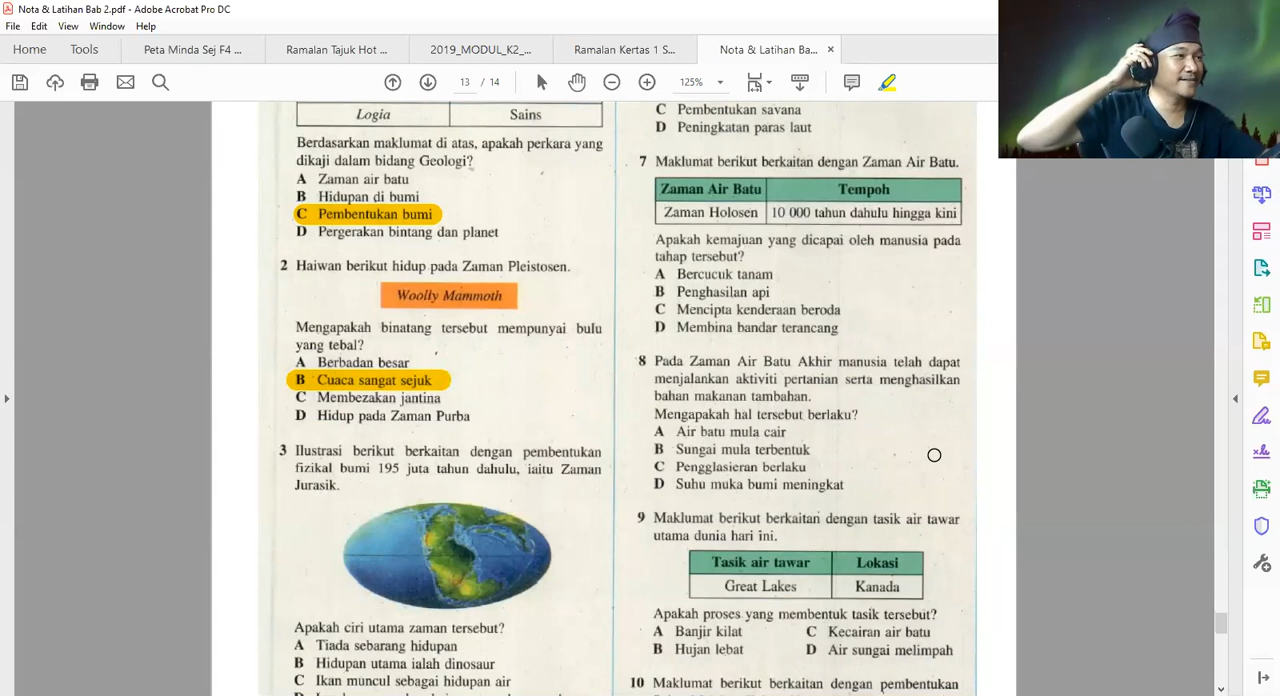 Nota & Latihan Bab 2.pdf - Adobe Acrobat Pro DC
File Edit View Window Help
Home Tools Peta Minda Sej F4 ... Ramalan Tajuk Hot ... 2019_MODUL_K2_... Ramalan Kertas 1 S... Nota & Latihan Ba... ×
13 / 14 125%
Logia Sains
Berdasarkan maklumat di atas, apakah perkara yang
dikaji dalam bidang Geologi?
A Zaman air batu
B Hidupan di bumi
C Pembentukan bumi
D Pergerakan bintang dan planet
2 Haiwan berikut hidup pada Zaman Pleistosen.
Woolly Mammoth
Mengapakah binatang tersebut mempunyai bulu
yang tebal?
A Berbadan besar
B Cuaca sangat sejuk
C Membezakan jantina
D Hidup pada Zaman Purba
3 Ilustrasi berikut berkaitan dengan pembentukan
fizikal bumi 195 juta tahun dahulu, iaitu Zaman
Jurasik.
Apakah ciri utama zaman tersebut?
A Tiada sebarang hidupan
B Hidupan utama ialah dinosaur
C Ikan muncul sebagai hidupan air
C Pembentukan savana
D Peningkatan paras laut
7 Maklumat berikut berkaitan dengan Zaman Air Batu.
Zaman Air Batu Tempoh
Zaman Holosen 10 000 tahun dahulu hingga kini
Apakah kemajuan yang dicapai oleh manusia pada
tahap tersebut?
A Bercucuk tanam
B Penghasilan api
C Mencipta kenderaan beroda
D Membina bandar terancang
8 Pada Zaman Air Batu Akhir manusia telah dapat
menjalankan aktiviti pertanian serta menghasilkan
bahan makanan tambahan.
Mengapakah hal tersebut berlaku?
A Air batu mula cair
B Sungai mula terbentuk
C Pengglasieran berlaku
D Suhu muka bumi meningkat
9 Maklumat berikut berkaitan dengan tasik air tawar
utama dunia hari ini.
Tasik air tawar Lokasi
Great Lakes Kanada
Apakah proses yang membentuk tasik tersebut?
A Banjir kilat C Kecairan air batu
B Hujan lebat D Air sungai melimpah
10 Maklumat berikut berkaitan dengan pembentukan